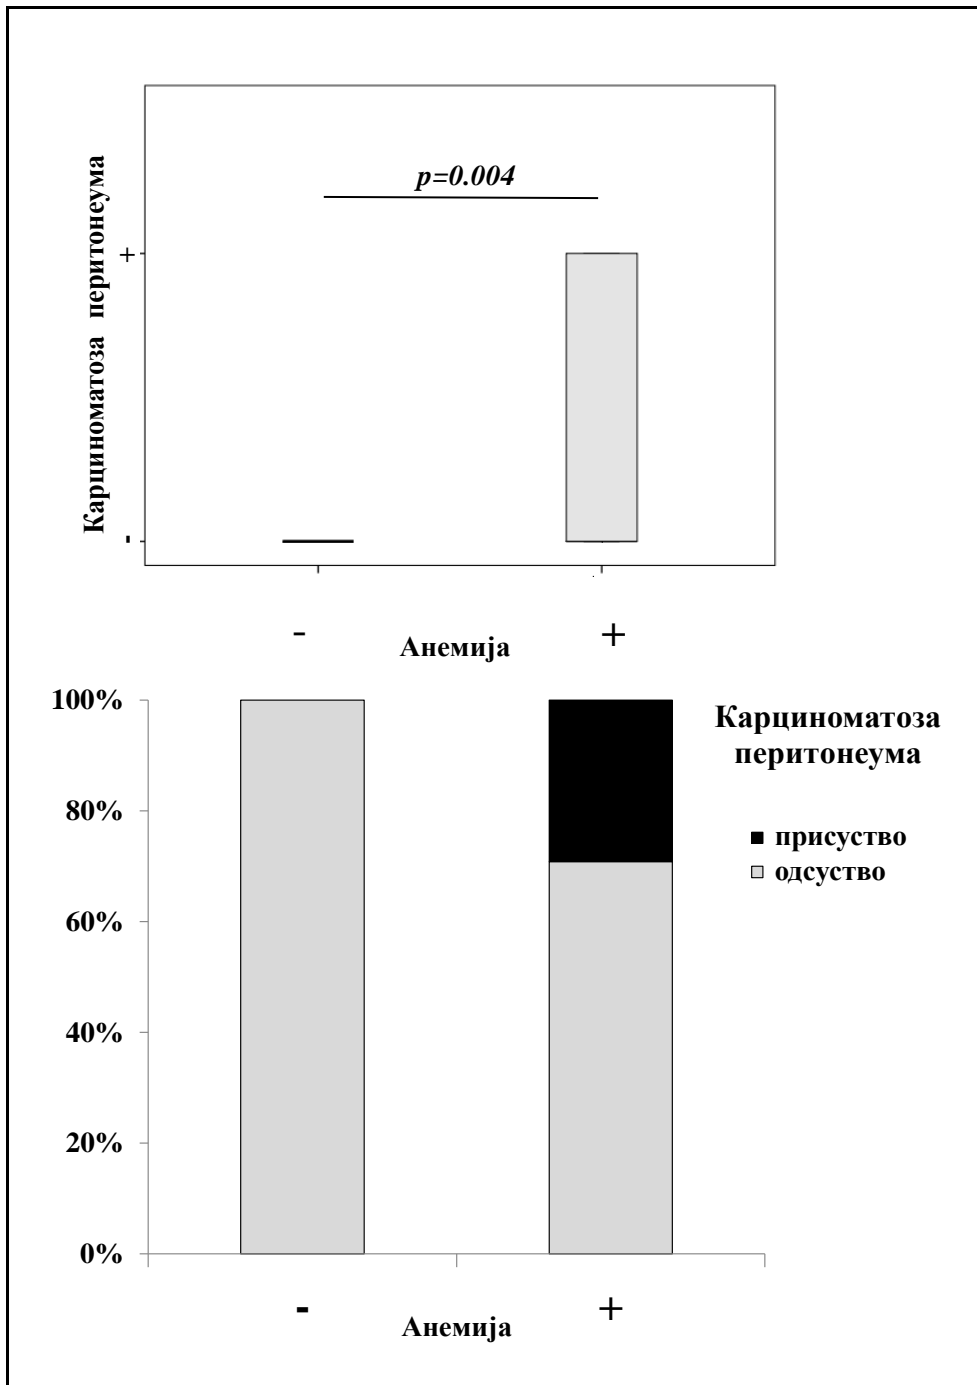 p=0.004
Карциноматоза перитонеума
+
-
- +
Анемија
100%
80%
60%
40%
20%
0%
Карциноматоза
перитонеума
присуство
одсуство
- +
Анемија